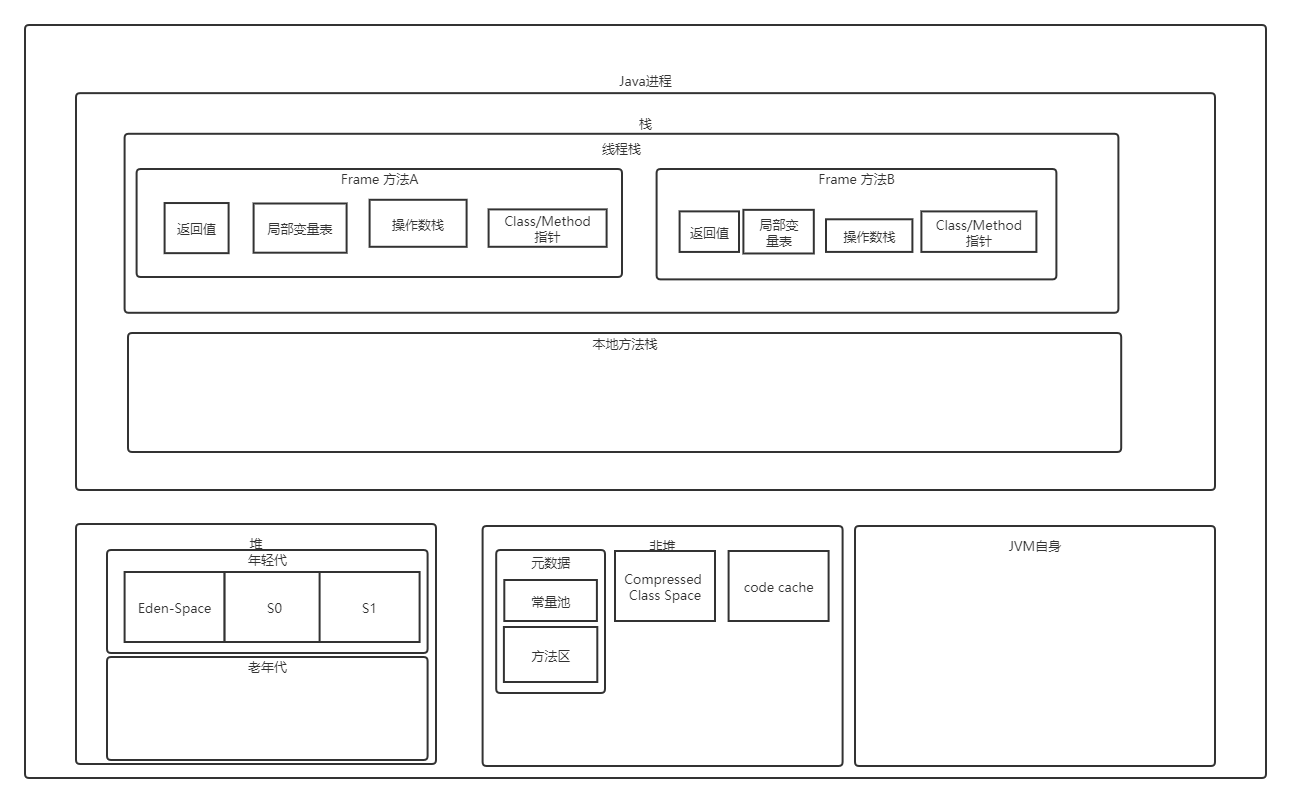 Java进程
栈
线程栈
Frame 方法A
返回值
局部变量表
操作数栈
Class/Method
指针
Frame 方法B
返回值
局部变
量表
操作数栈
Class/Method
指针
本地方法栈
堆
年轻代
Eden-Space
S0
S1
老年代
非堆
元数据
常量池
方法区
Compressed
Class Space
code cache
JVM自身